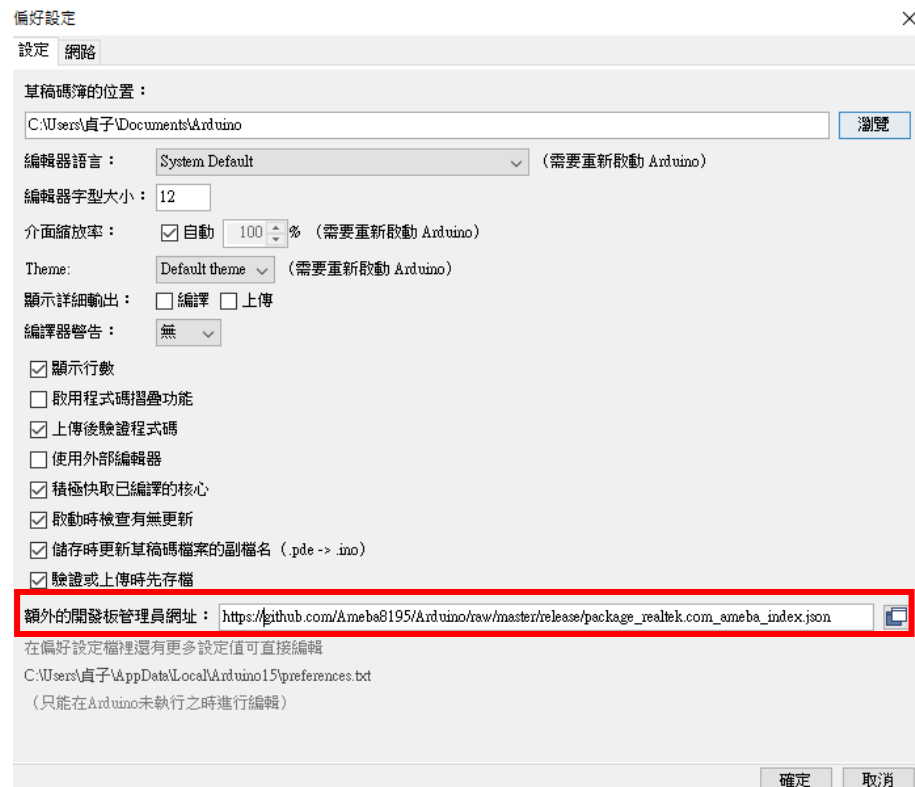 偏好設定
設定 網路
草稿碼簿的位置：
C:\Users\貞子\Documents\Arduino 瀏覽
編輯器語言： System Default （需要重新啟動 Arduino）
編輯器字型大小： 12
介面縮放率： 自動 100 % （需要重新啟動 Arduino）
Theme: Default theme （需要重新啟動 Arduino）
顯示詳細輸出： 編譯 上傳
編譯器警告： 無
顯示行數
啟用程式碼摺疊功能
上傳後驗證程式碼
使用外部編輯器
積極快取已編譯的核心
啟動時檢查有無更新
儲存時更新草稿碼檔案的副檔名（.pde -> .ino）
驗證或上傳時先存檔
額外的開發板管理員網址： https://github.com/Ameba8195/Arduino/raw/master/release/package_realtek.com_ameba_index.json
在偏好設定檔裡還有更多設定值可直接編輯
C:\Users\貞子\AppData\Local\Arduino15\preferences.txt
（只能在Arduino未執行之時進行編輯）
確定 取消